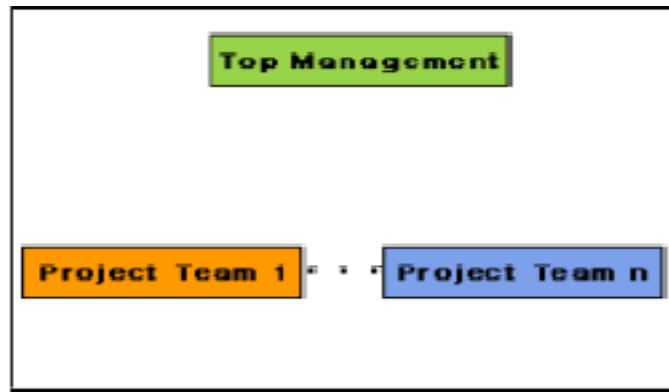 Top Management
Project Team 1 . . . Project Team n